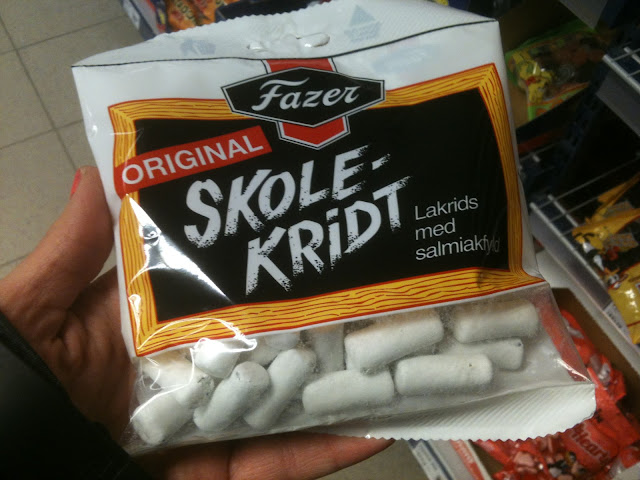 Fazer
ORIGINAL
SKOLE-
KRiDT
Lakrids
med
salmiakfyld